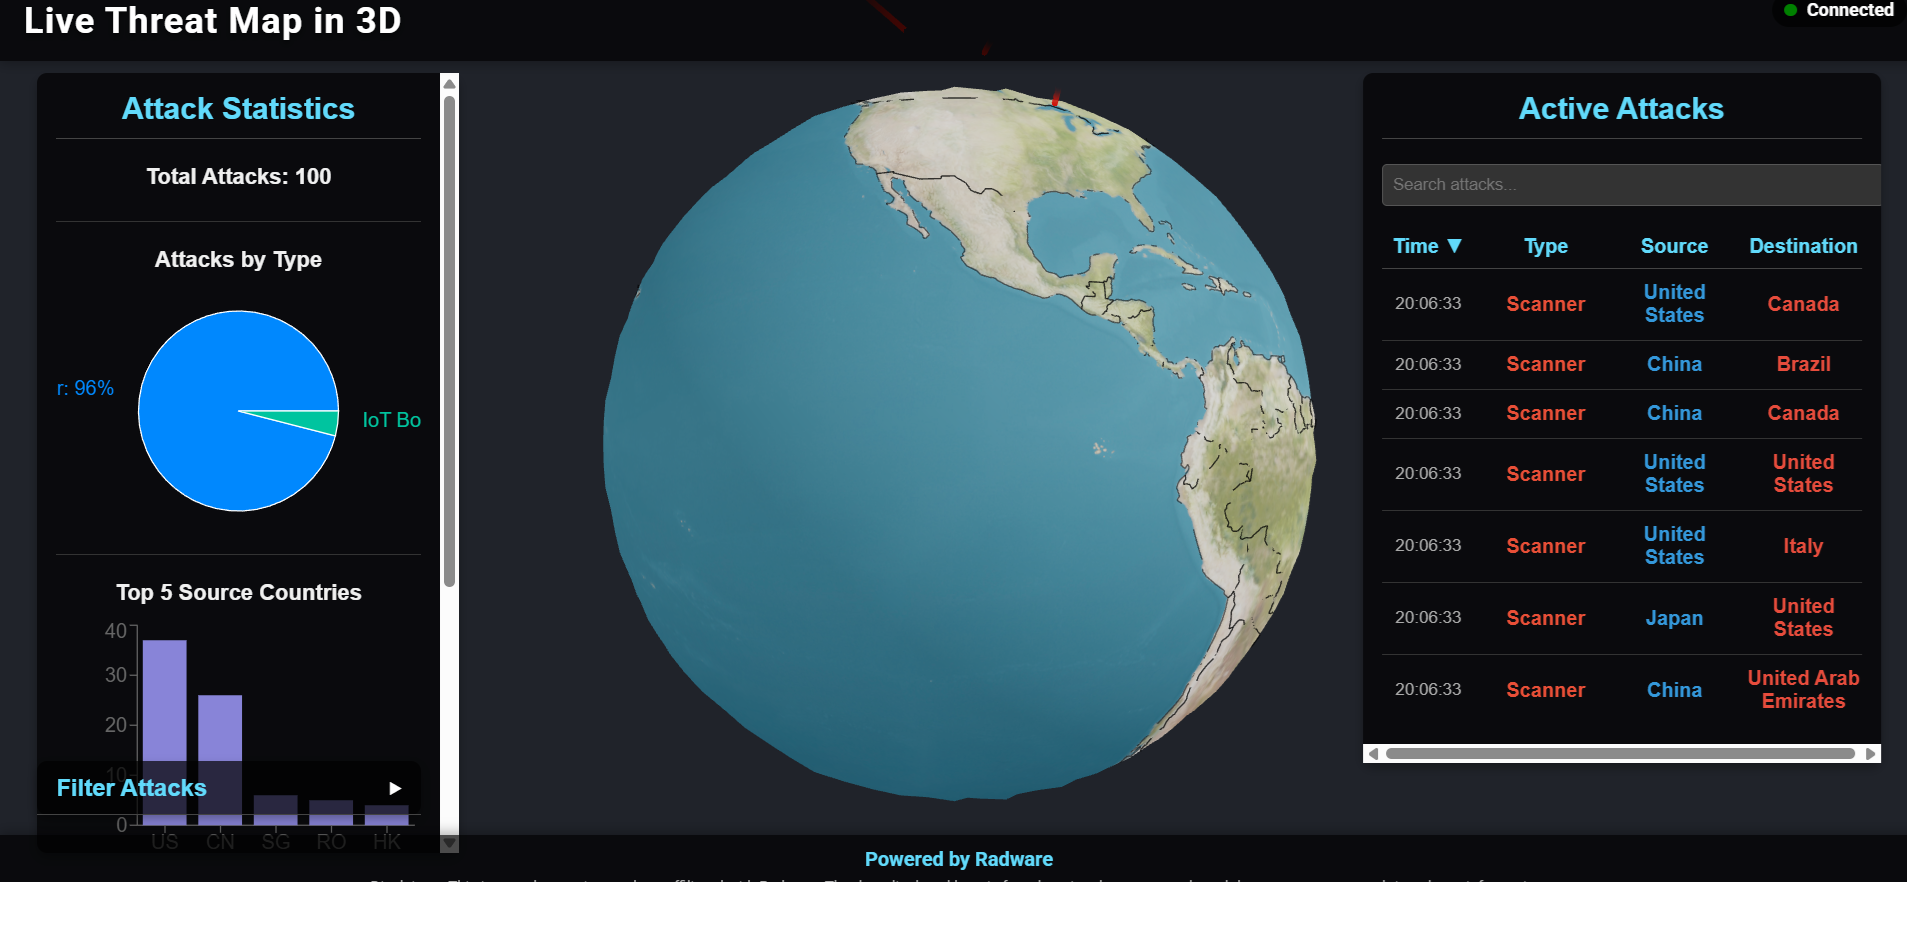 Live Threat Map in 3D
Connected
Attack Statistics
Total Attacks: 100
Attacks by Type
r: 96%
IoT Bo
Top 5 Source Countries
40
30
20
10
0
US CN SG RO HK
Filter Attacks ▶
Active Attacks
Search attacks...
Time ▼ Type Source Destination
20:06:33 Scanner United States Canada
20:06:33 Scanner China Brazil
20:06:33 Scanner China Canada
20:06:33 Scanner United States United States
20:06:33 Scanner United States Italy
20:06:33 Scanner Japan United States
20:06:33 Scanner China United Arab Emirates
Powered by Radware